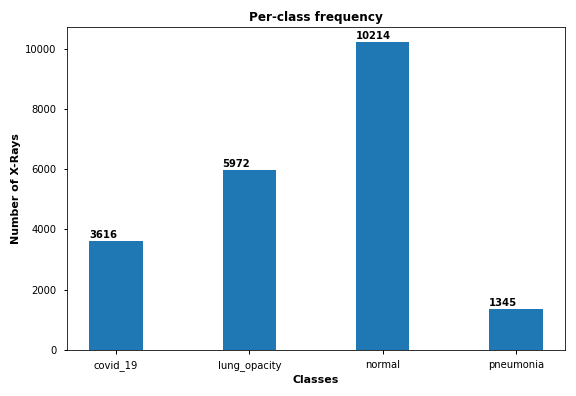 Per-class frequency
Number of X-Rays
10000
8000
6000
4000
2000
0
3616
5972
10214
1345
covid_19
lung_opacity
normal
pneumonia
Classes